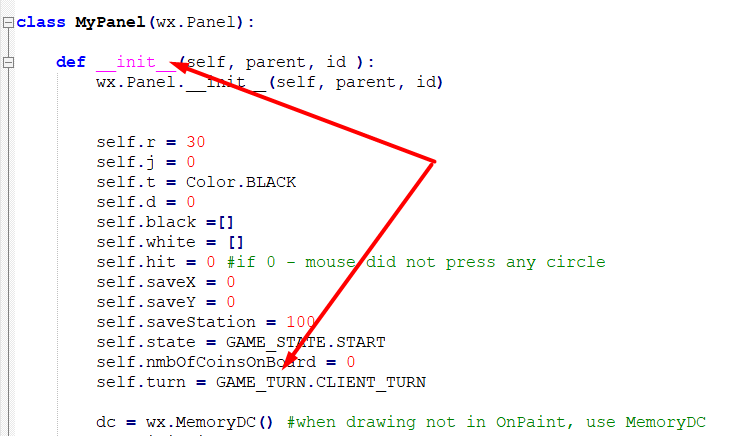 class MyPanel(wx.Panel):
def __init__(self, parent, id ):
wx.Panel.__init__(self, parent, id)
self.r = 30
self.j = 0
self.t = Color.BLACK
self.d = 0
self.black =[]
self.white = []
self.hit = 0 #if 0 - mouse did not press any circle
self.saveX = 0
self.saveY = 0
self.saveStation = 100
self.state = GAME_STATE.START
self.nmbOfCoinsOnBoard = 0
self.turn = GAME_TURN.CLIENT_TURN
dc = wx.MemoryDC() #when drawing not in OnPaint, use MemoryDC